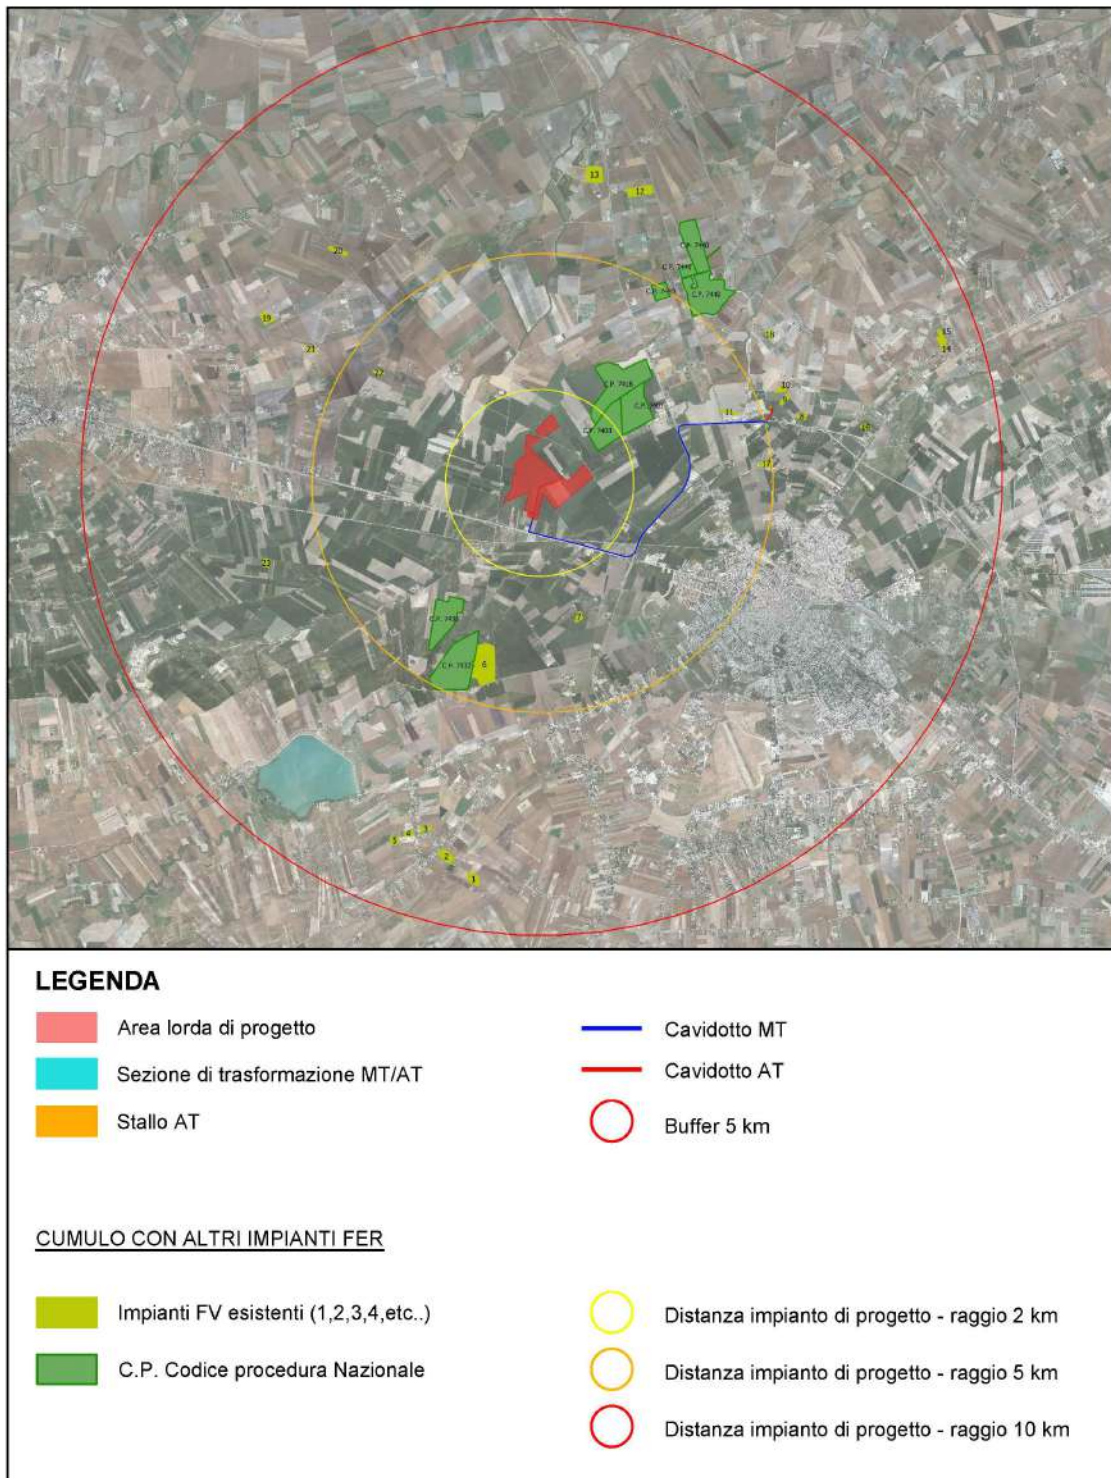 13
12
C.P. 7440
20
19
21
22
18
15
14
C.P. 7418
10
9
11
8
16
17
23
7
6
3
4
5
2
1
LEGENDA
Area lorda di progetto
Cavidotto MT
Sezione di trasformazione MT/AT
Cavidotto AT
Stallo AT
Buffer 5 km
CUMULO CON ALTRI IMPIANTI FER
Impianti FV esistenti (1,2,3,4,etc..)
Distanza impianto di progetto - raggio 2 km
C.P. Codice procedura Nazionale
Distanza impianto di progetto - raggio 5 km
Distanza impianto di progetto - raggio 10 km